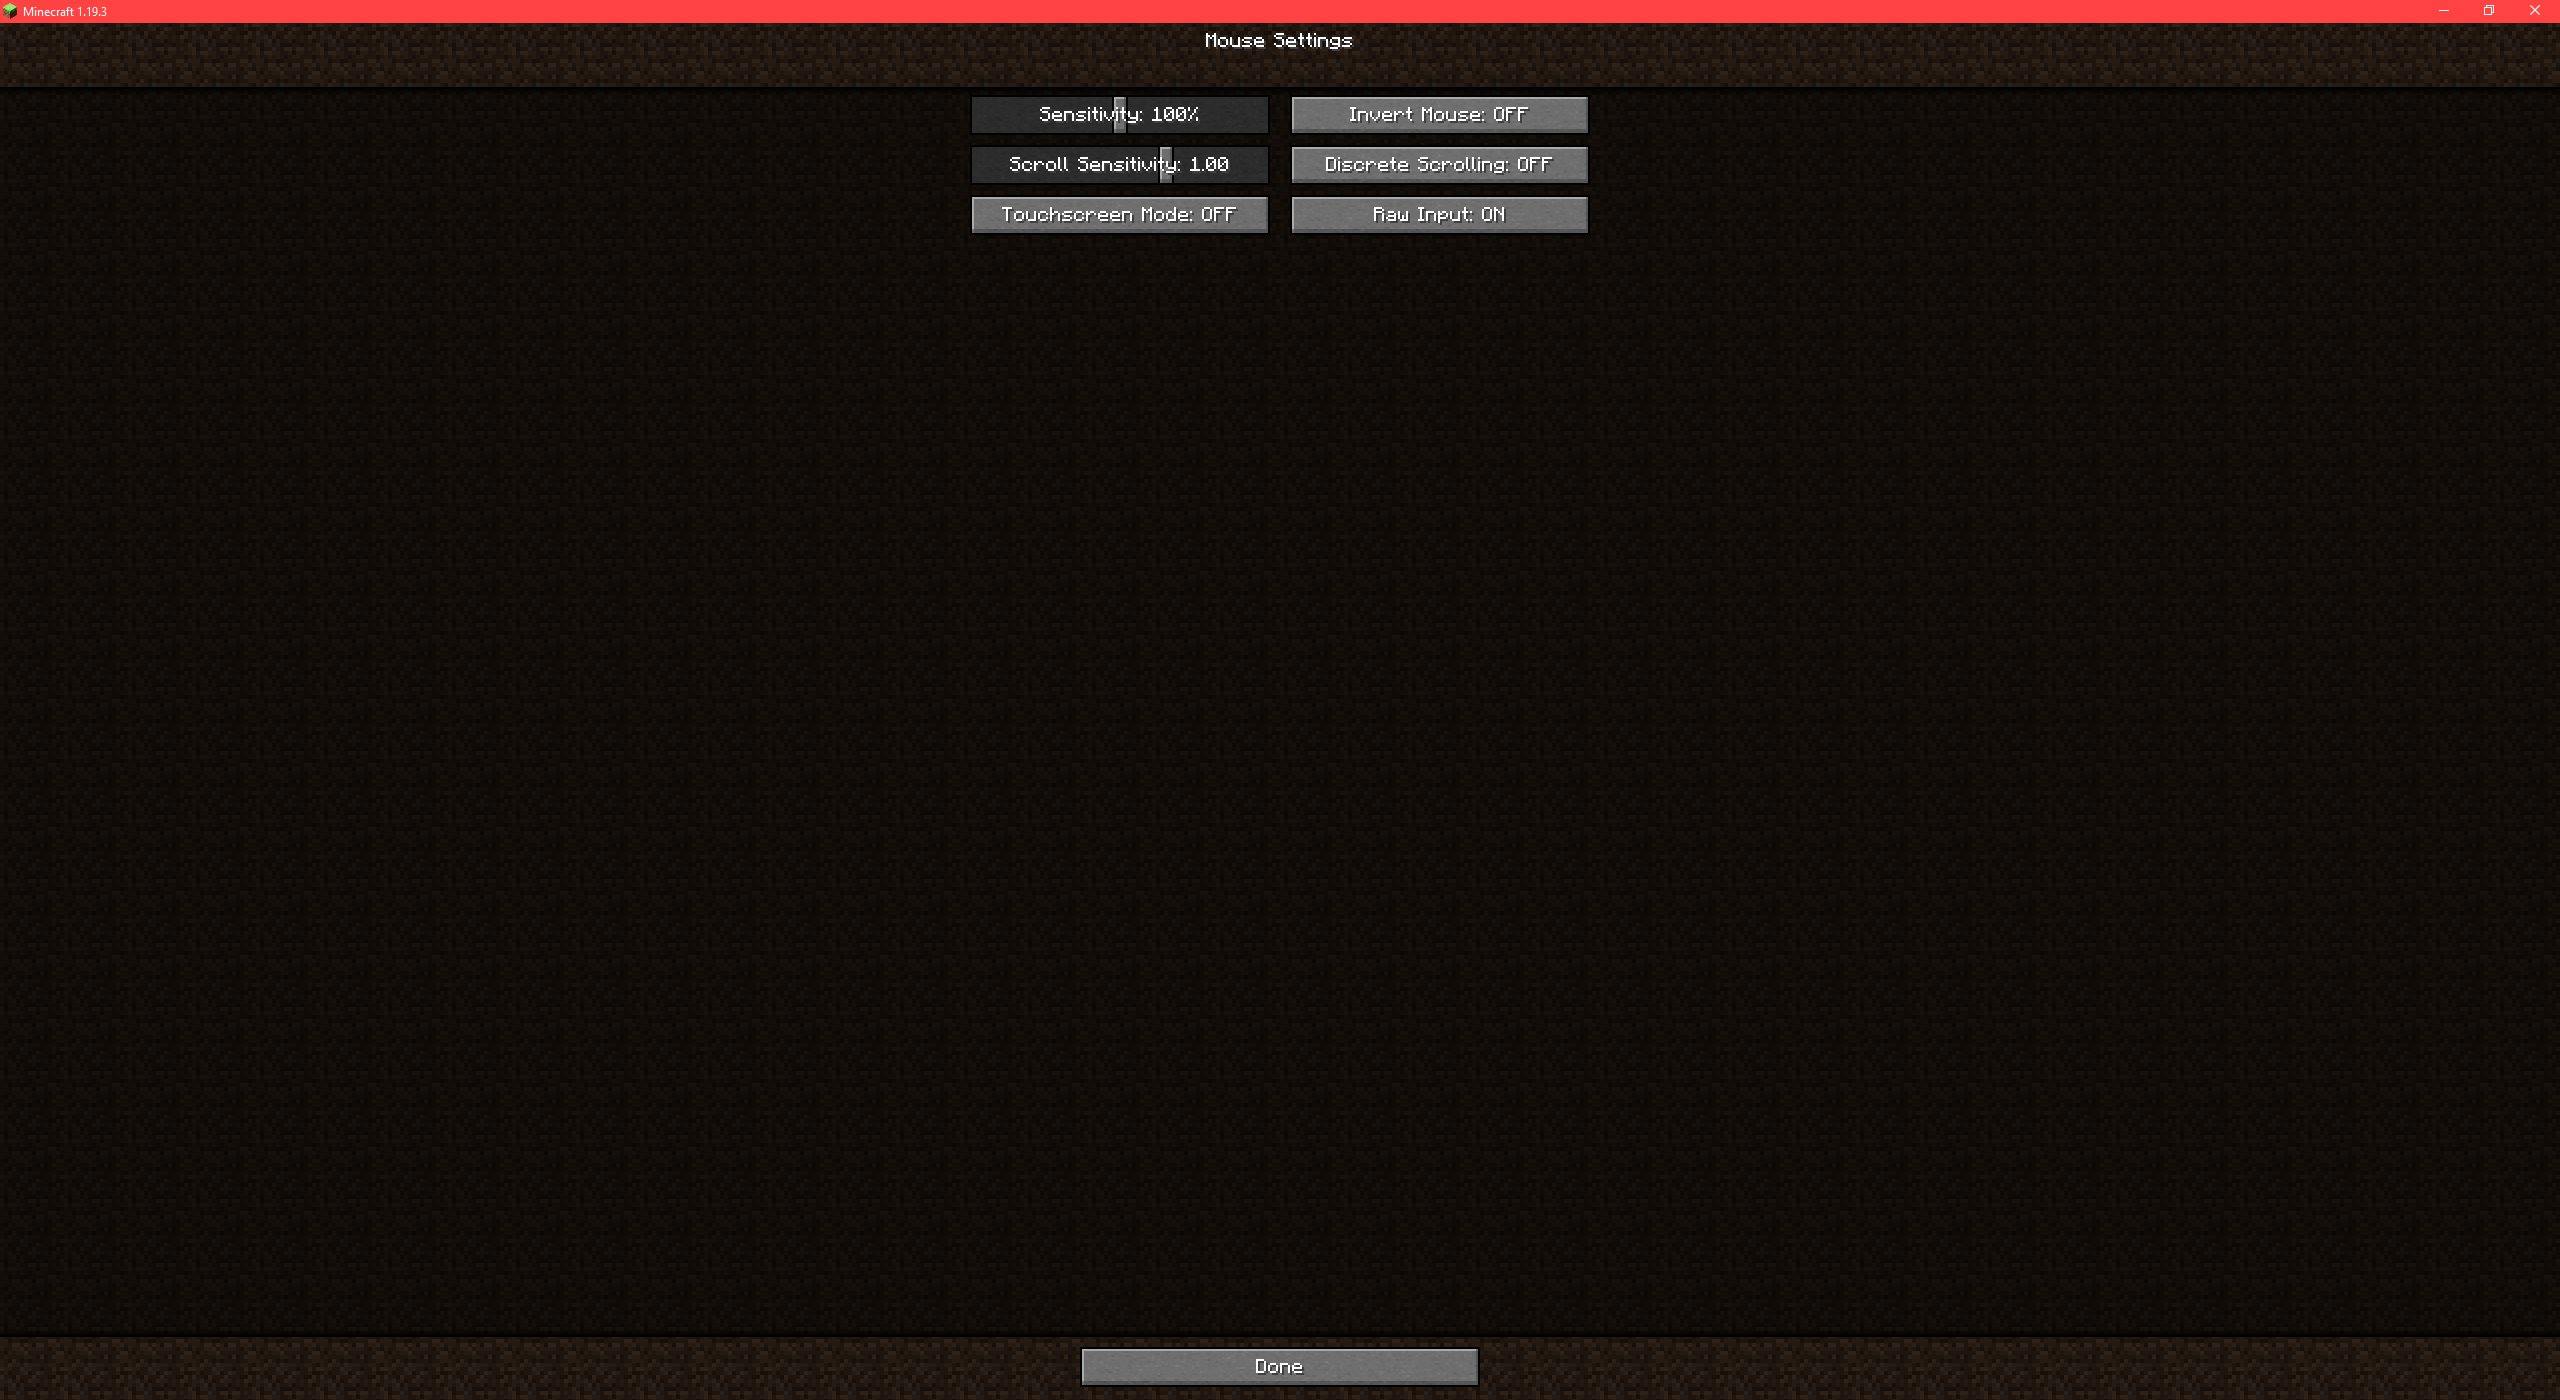 Minecraft 1.19.3
Mouse Settings
Sensitivity: 100%
Invert Mouse: OFF
Scroll Sensitivity: 1.00
Discrete Scrolling: OFF
Touchscreen Mode: OFF
Raw Input: ON
Done